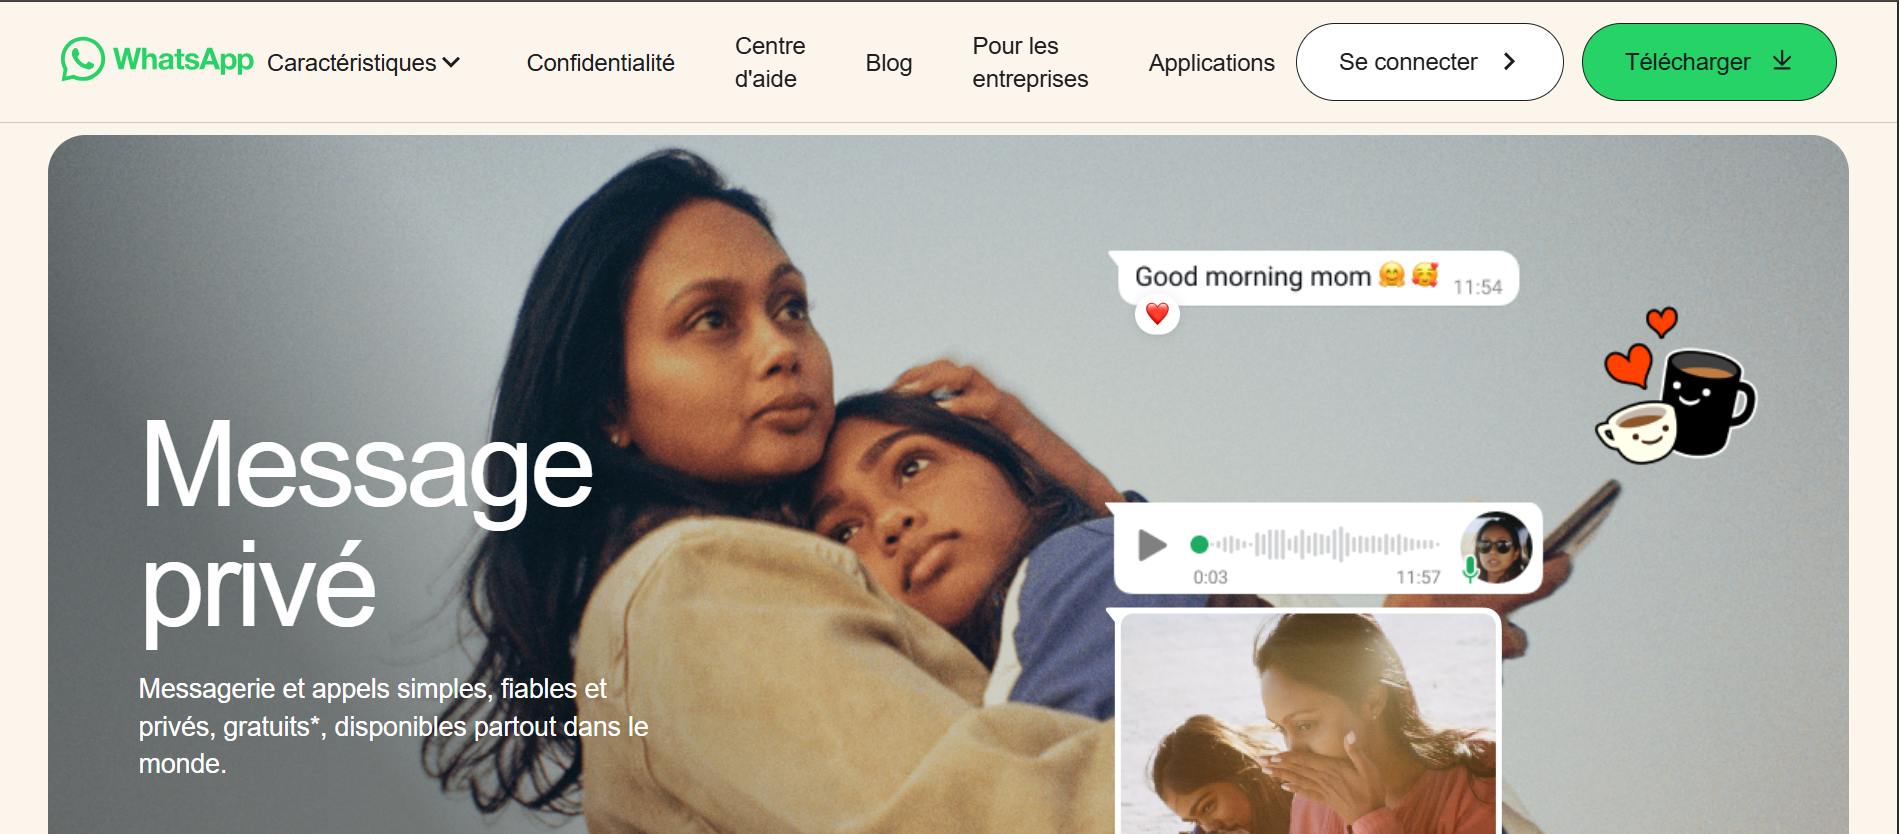 WhatsApp
Caractéristiques
Confidentialité
Centre
d'aide
Blog
Pour les
entreprises
Applications
Se connecter
Télécharger
Good morning mom 🤗 🥰 11:54
❤️
Message
privé
0:03 11:57
Messagerie et appels simples, fiables et
privés, gratuits*, disponibles partout dans le
monde.